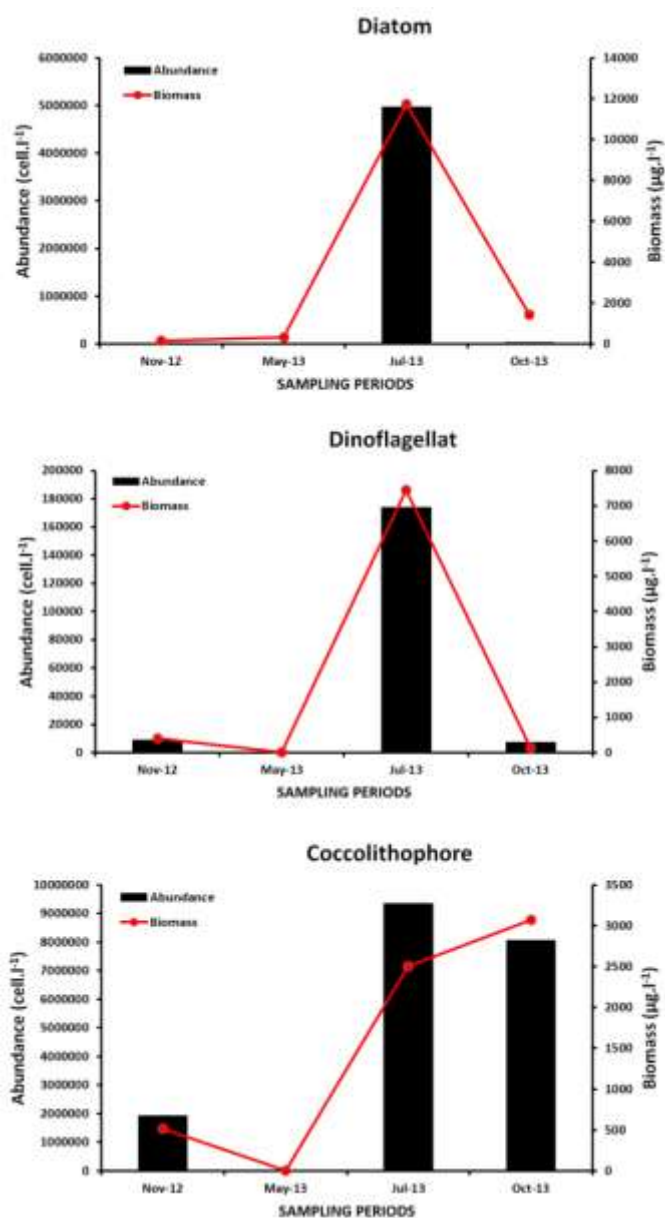 Diatom
Abundance
Biomass
Abundance (cell.l⁻¹)
6000000
5000000
4000000
3000000
2000000
1000000
0
Biomass (µg.l⁻¹)
14000
12000
10000
8000
6000
4000
2000
0
Nov-12 May-13 Jul-13 Oct-13
SAMPLING PERIODS
Dinoflagellat
Abundance
Biomass
Abundance (cell.l⁻¹)
200000
180000
160000
140000
120000
100000
80000
60000
40000
20000
0
Biomass (µg.l⁻¹)
8000
7000
6000
5000
4000
3000
2000
1000
0
Nov-12 May-13 Jul-13 Oct-13
SAMPLING PERIODS
Coccolithophore
Abundance
Biomass
Abundance (cell.l⁻¹)
10000000
9000000
8000000
7000000
6000000
5000000
4000000
3000000
2000000
1000000
0
Biomass (µg.l⁻¹)
3500
3000
2500
2000
1500
1000
500
0
Nov-12 May-13 Jul-13 Oct-13
SAMPLING PERIODS